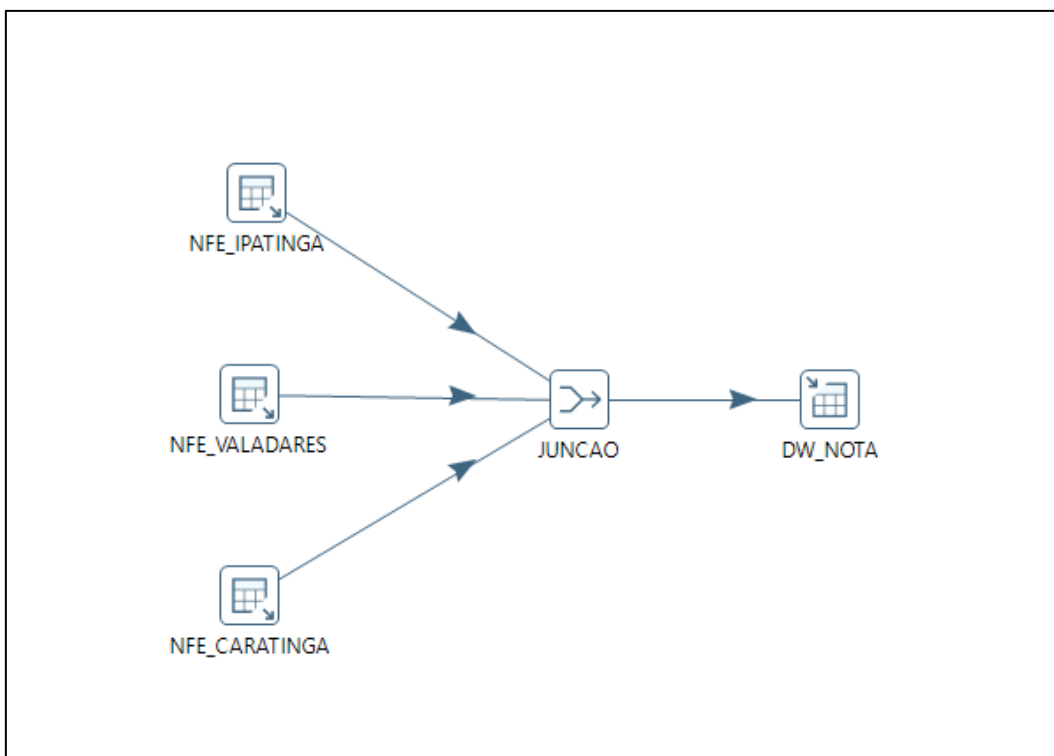 NFE_IPATINGA
NFE_VALADARES
JUNCAO
DW_NOTA
NFE_CARATINGA